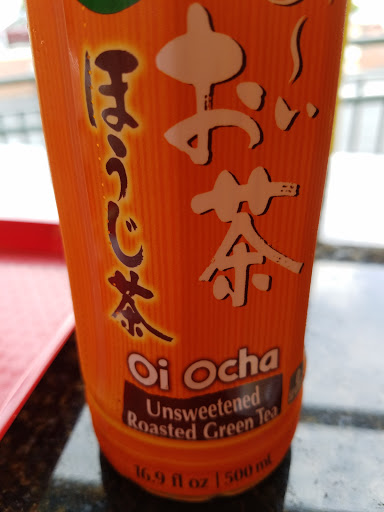 お〜いお茶
ほうじ茶
Oi Ocha
Unsweetened
Roasted Green Tea
16.9 fl oz | 500 mL